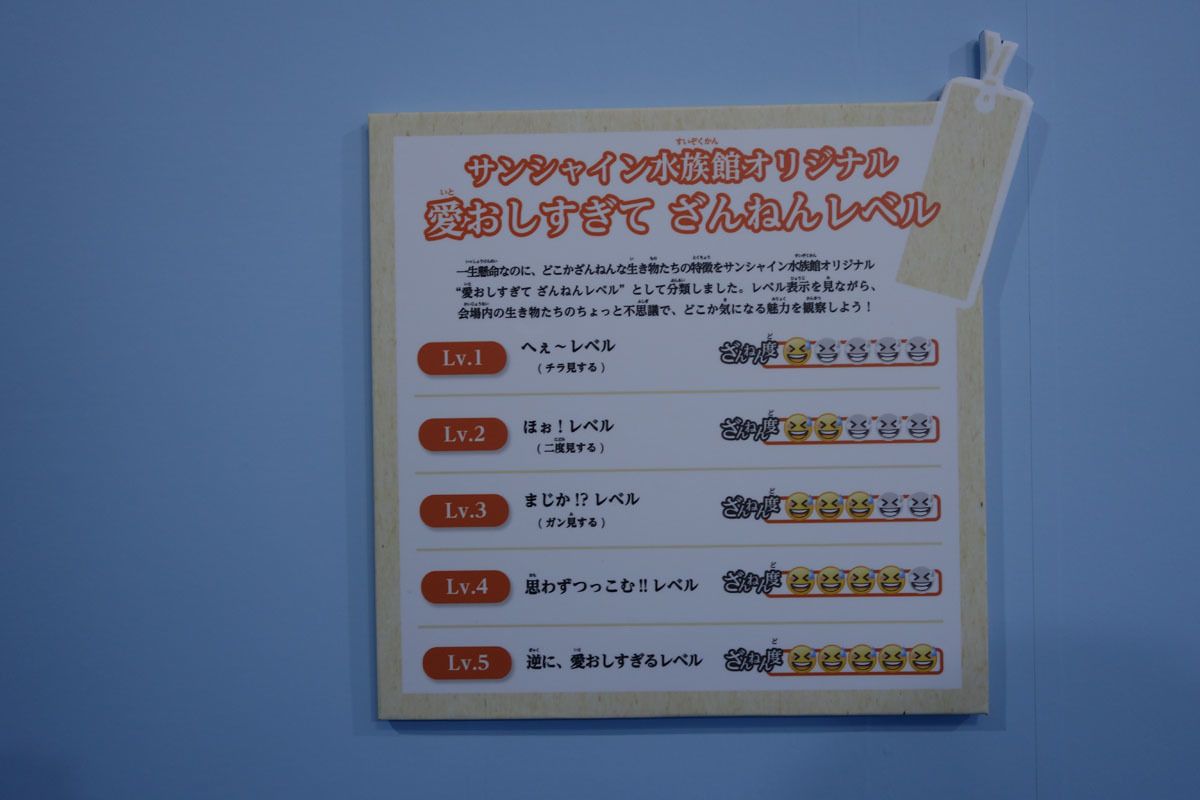 サンシャイン水族館オリジナル
愛おしすぎて ざんねんレベル
一生懸命なのに、どこかざんねんな生き物たちの特徴をサンシャイン水族館オリジナル
“愛おしすぎて ざんねんレベル”として分類しました。レベル表示を見ながら、
会場内の生き物たちのちょっと不思議で、どこか気になる魅力を観察しよう！
Lv.1 へぇ～レベル ざんねん度
(チラ見する)
Lv.2 ほぉ！レベル ざんねん度
(二度見する)
Lv.3 まじか!?レベル ざんねん度
(ガン見する)
Lv.4 思わずつっこむ!!レベル ざんねん度
Lv.5 逆に、愛おしすぎるレベル ざんねん度